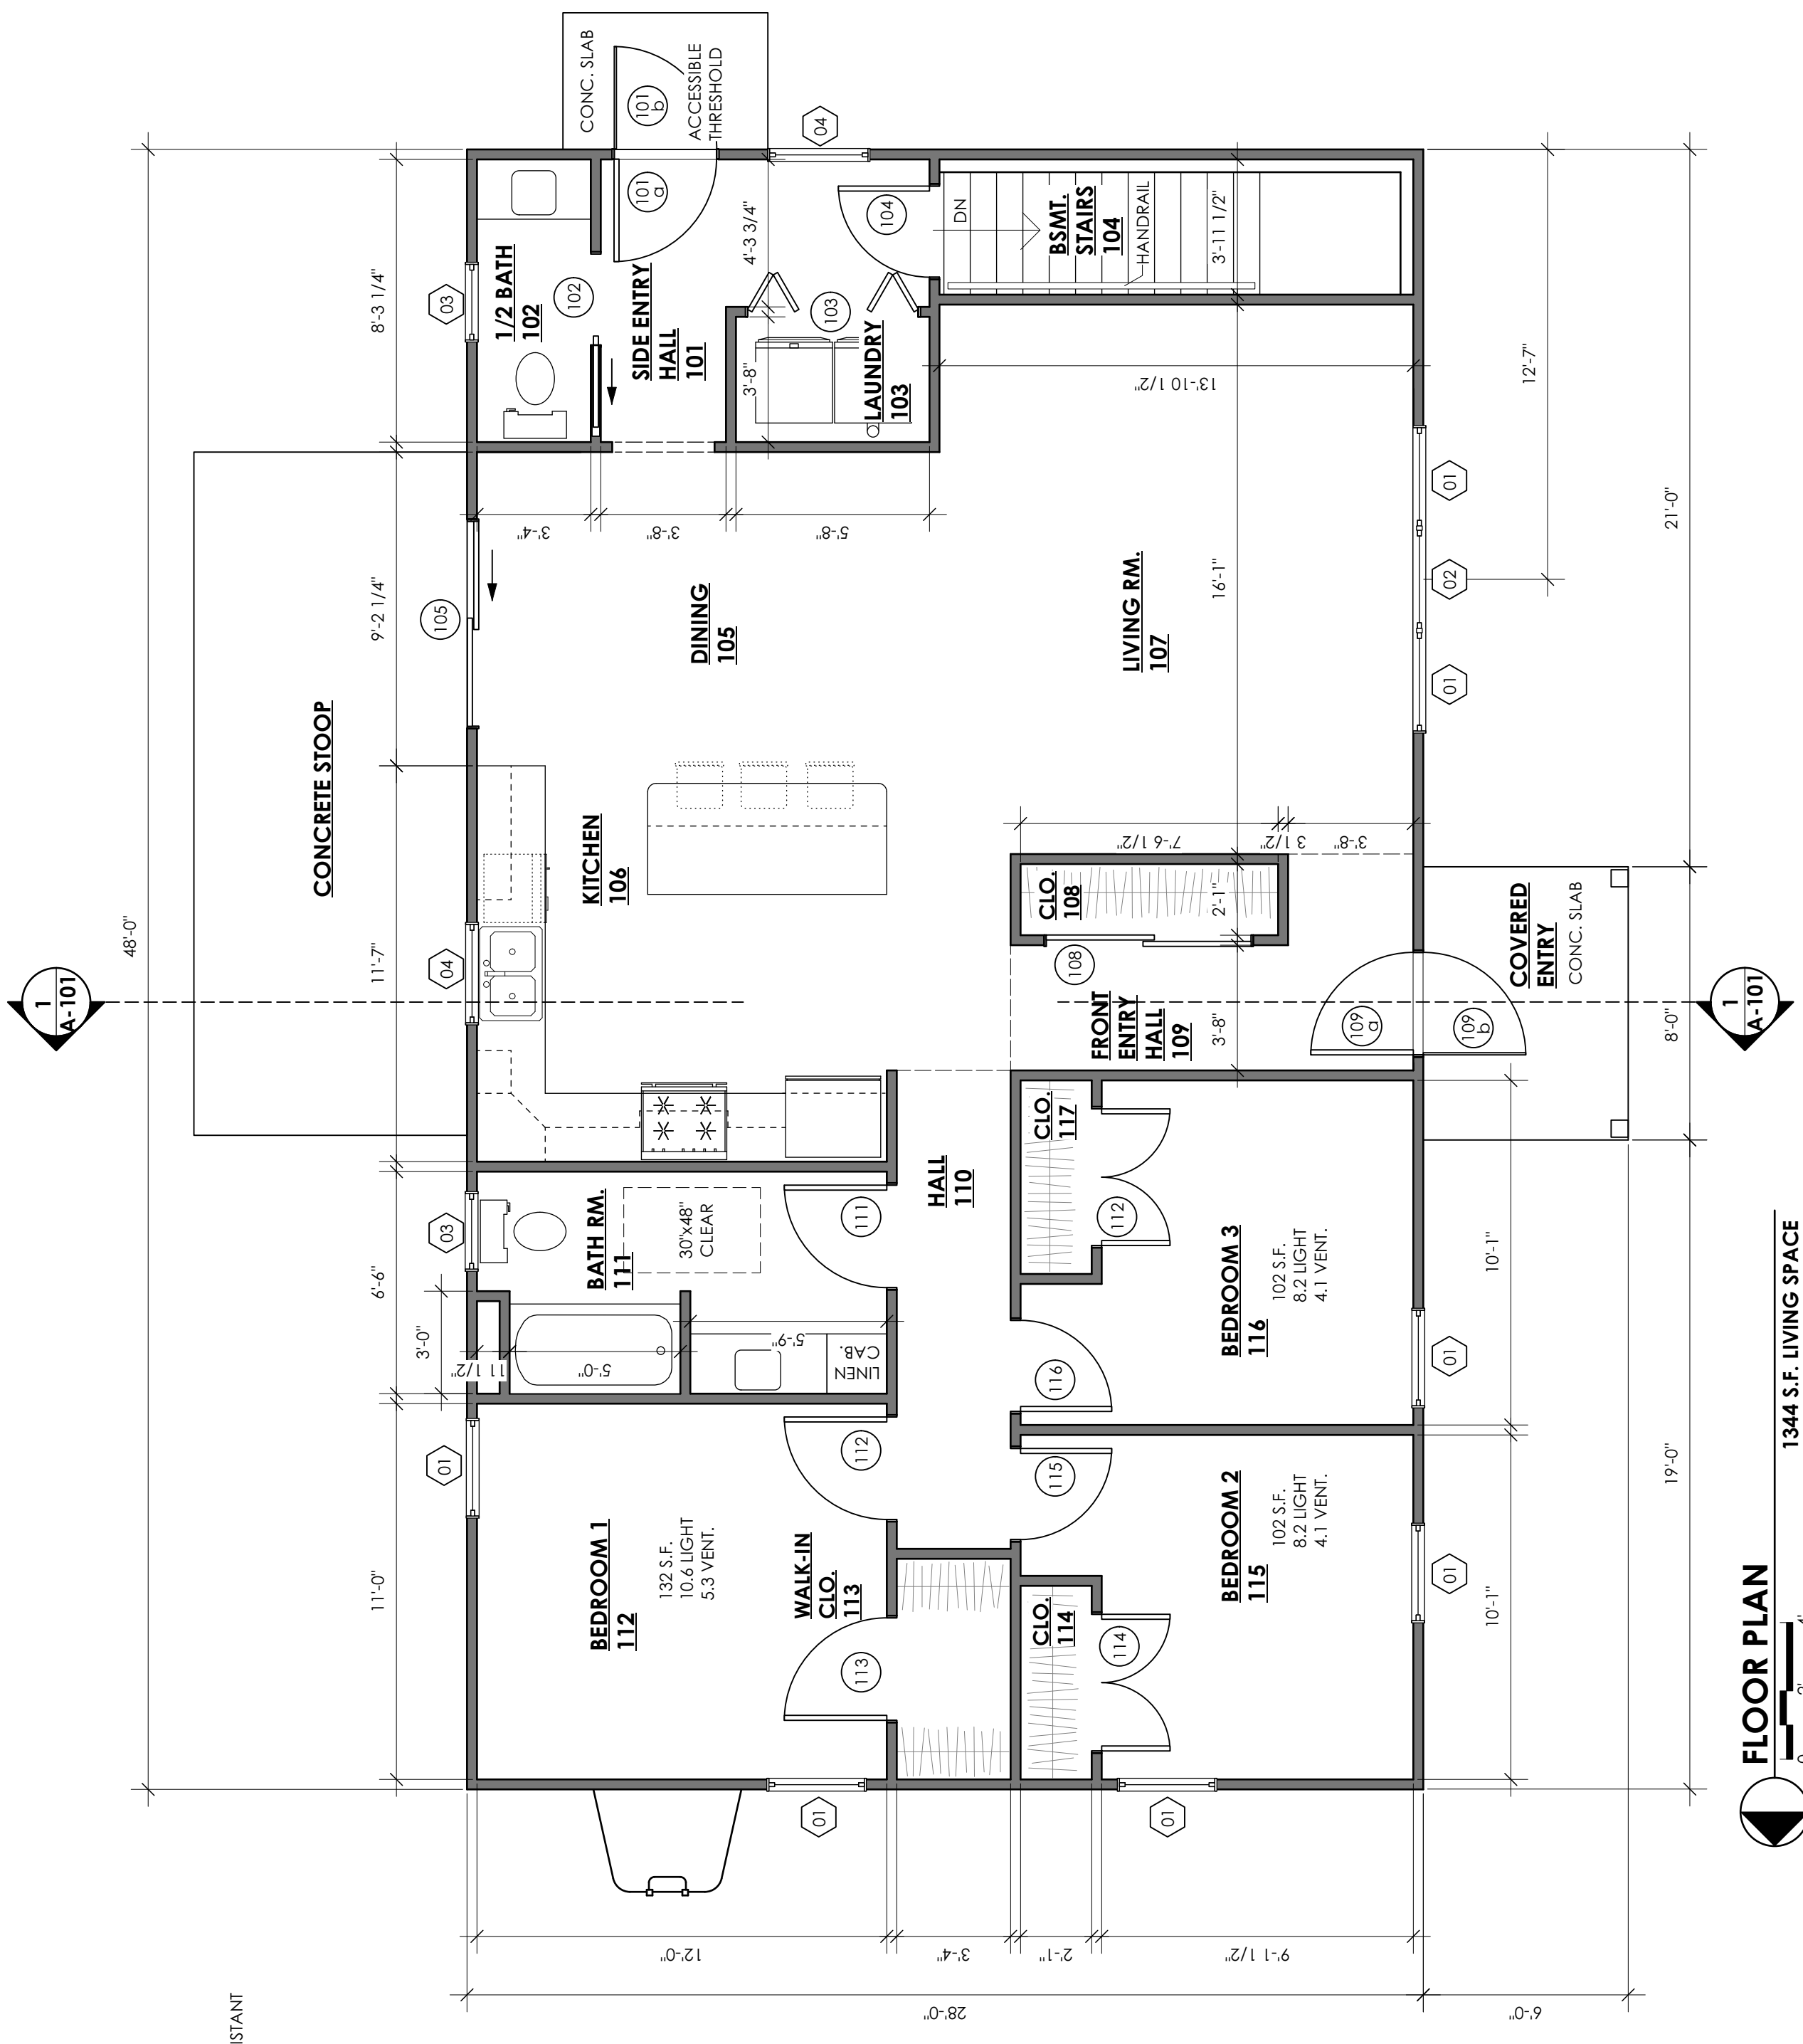 1
A-101
48'-0"
8'-3 1/4"
9'-2 1/4"
11'-7"
6'-6"
11'-0"
3'-0"
CONCRETE STOOP
CONC. SLAB
ACCESSIBLE
THRESHOLD
101
b
101
a
04
03
105
04
03
01
1/2 BATH
102
102
SIDE ENTRY
HALL
101
4'-3 3/4"
3'-8"
103
LAUNDRY
103
104
DN
BSMT.
STAIRS
104
HANDRAIL
3'-11 1/2"
13'-10 1/2"
3'-4"
3'-8"
5'-8"
DINING
105
LIVING RM.
107
16'-1"
KITCHEN
106
CLO.
108
108
2'-1"
7'-6 1/2"
3 1/2"
3'-8"
FRONT
ENTRY
HALL
109
3'-8"
109
a
109
b
COVERED
ENTRY
CONC. SLAB
BATH RM.
111
30"x48"
CLEAR
111
11 1/2"
5'-0"
5'-9"
LINEN
CAB.
HALL
110
CLO.
117
112
BEDROOM 3
116
102 S.F.
8.2 LIGHT
4.1 VENT.
116
BEDROOM 1
112
132 S.F.
10.6 LIGHT
5.3 VENT.
112
WALK-IN
CLO.
113
113
115
CLO.
114
114
BEDROOM 2
115
102 S.F.
8.2 LIGHT
4.1 VENT.
01
02
01
01
01
01
01
12'-7"
21'-0"
8'-0"
19'-0"
10'-1"
10'-1"
12'-0"
3'-4"
2'-1"
9'-1 1/2"
28'-0"
6'-0"
1
A-101
FLOOR PLAN
1344 S.F. LIVING SPACE
ISTANT